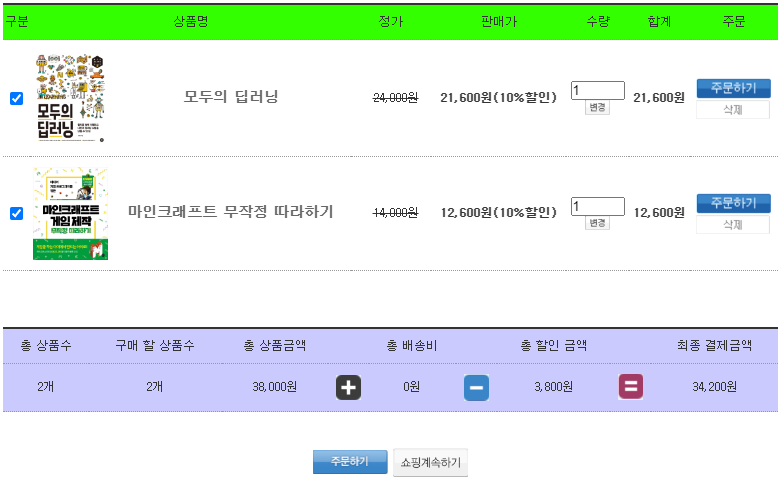 구분 상품명 정가 판매가 수량 합계 주문
모두의 딥러닝
모두의 딥러닝 24,000원 21,600원(10%할인) 1 변경 21,600원 주문하기 삭제
마인크래프트
게임 제작
무작정 따라하기
마인크래프트 무작정 따라하기 14,000원 12,600원(10%할인) 1 변경 12,600원 주문하기 삭제
총 상품수 구매 할 상품수 총 상품금액 총 배송비 총 할인 금액 최종 결제금액
2개 2개 38,000원 + 0원 − 3,800원 = 34,200원
주문하기 쇼핑계속하기